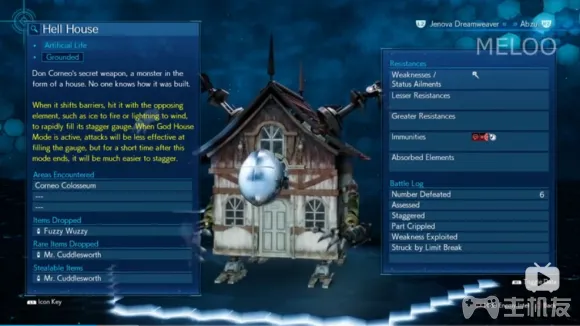 Hell House
Jenova Dreamweaver
Abzu
MELOO
Artificial Life
Grounded
Don Corneo's secret weapon, a monster in the
form of a house. No one knows how it was built.
When it shifts barriers, hit it with the opposing
element, such as ice to fire or lightning to wind,
to rapidly fill its stagger gauge. When God House
Mode is active, attacks will be less effective at
filling the gauge, but for a short time after this
mode ends, it will be much easier to stagger.
Areas Encountered
Corneo Colosseum
---
---
Items Dropped
Fuzzy Wuzzy
Rare Items Dropped
Mr. Cuddlesworth
Stealable Items
Mr. Cuddlesworth
Icon Key
Resistances
Weaknesses /
Status Ailments
Lesser Resistances
Greater Resistances
Immunities
Absorbed Elements
Battle Log
Number Defeated 6
Assessed
Staggered
Part Crippled
Weakness Exploited
Struck by Limit Break
主机友